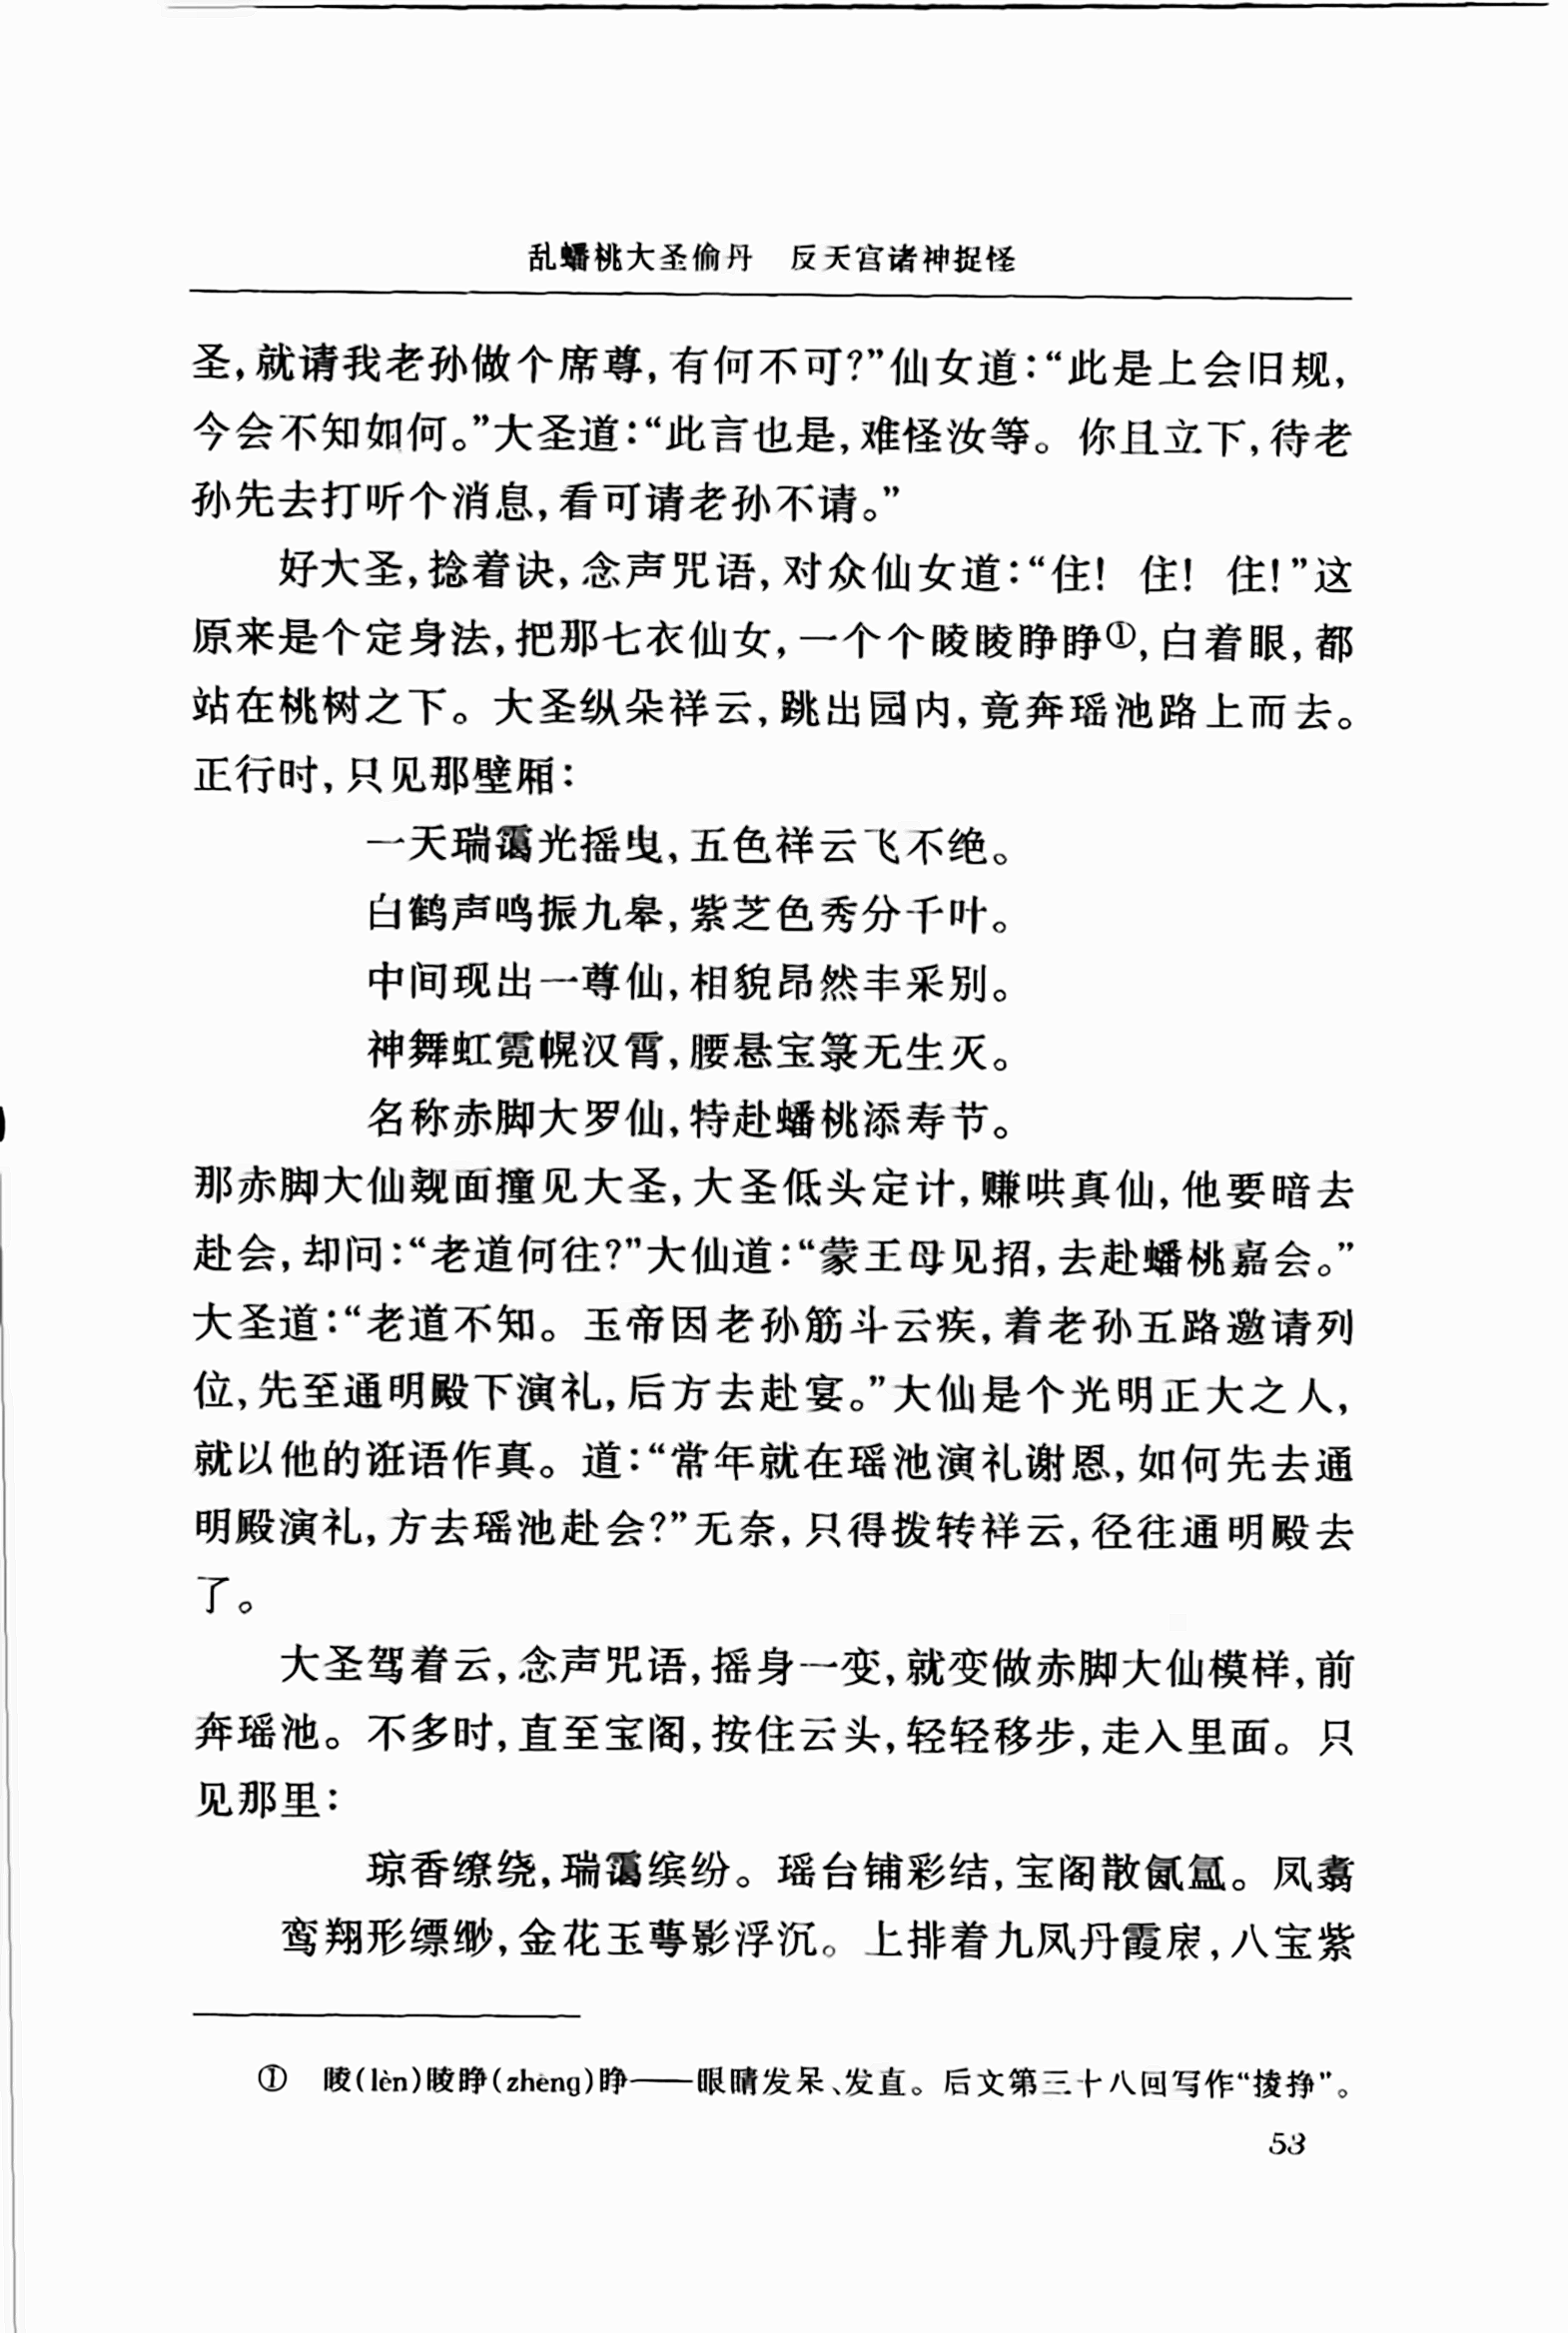 乱蟠桃大圣偷丹　反天宫诸神捉怪
圣，就请我老孙做个席尊，有何不可？”仙女道：“此是上会旧规，
今会不知如何。”大圣道：“此言也是，难怪汝等。你且立下，待老
孙先去打听个消息，看可请老孙不请。”
好大圣，捻着诀，念声咒语，对众仙女道：“住！住！住！”这
原来是个定身法，把那七衣仙女，一个个睖睖睁睁①，白着眼，都
站在桃树之下。大圣纵朵祥云，跳出园内，竟奔瑶池路上而去。
正行时，只见那壁厢：
一天瑞霭光摇曳，五色祥云飞不绝。
白鹤声鸣振九皋，紫芝色秀分千叶。
中间现出一尊仙，相貌昂然丰采别。
神舞虹霓幌汉霄，腰悬宝箓无生灭。
名称赤脚大罗仙，特赴蟠桃添寿节。
那赤脚大仙觌面撞见大圣，大圣低头定计，赚哄真仙，他要暗去
赴会，却问：“老道何往？”大仙道：“蒙王母见招，去赴蟠桃嘉会。”
大圣道：“老道不知。玉帝因老孙筋斗云疾，着老孙五路邀请列
位，先至通明殿下演礼，后方去赴宴。”大仙是个光明正大之人，
就以他的诳语作真。道：“常年就在瑶池演礼谢恩，如何先去通
明殿演礼，方去瑶池赴会？”无奈，只得拨转祥云，径往通明殿去
了。
大圣驾着云，念声咒语，摇身一变，就变做赤脚大仙模样，前
奔瑶池。不多时，直至宝阁，按住云头，轻轻移步，走入里面。只
见那里：
琼香缭绕，瑞霭缤纷。瑶台铺彩结，宝阁散氤氲。凤翥
鸾翔形缥缈，金花玉萼影浮沉。上排着九凤丹霞扆，八宝紫
①　睖(lèn)睖睁(zhèng)睁——眼睛发呆、发直。后文第三十八回写作“掕挣”。
53